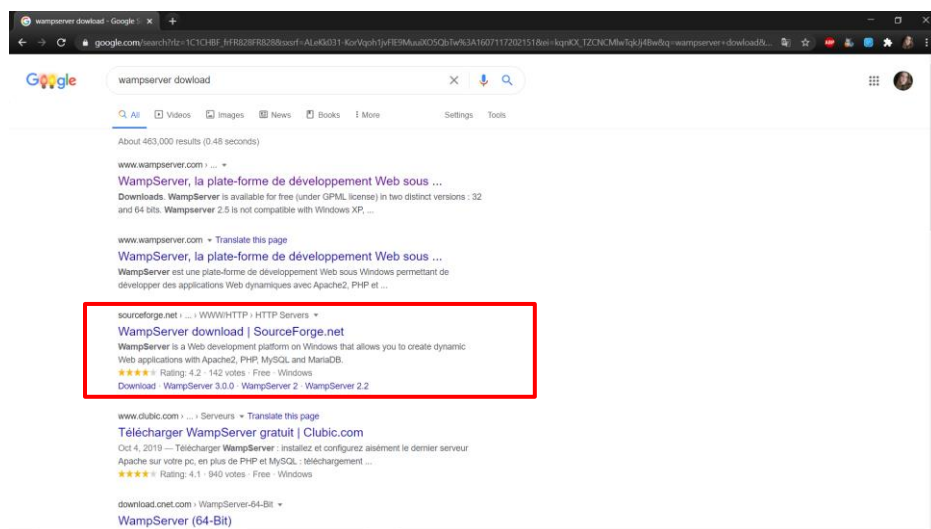 wampserver dowload - Google S
google.com/search?rlz=1C1CHBF_frFR828FR828&sxsrf=
Google
wampserver dowload
All Videos Images News Books More Settings Tools
About 463,000 results (0.48 seconds)
www.wampserver.com › ...
WampServer, la plate-forme de développement Web sous ...
Downloads. WampServer is available for free (under GPML license) in two distinct versions : 32
and 64 bits. Wampserver 2.5 is not compatible with Windows XP, ...
www.wampserver.com Translate this page
WampServer, la plate-forme de développement Web sous ...
WampServer est une plate-forme de développement Web sous Windows permettant de
développer des applications Web dynamiques avec Apache2, PHP et ...
sourceforge.net › ... › WWW/HTTP › HTTP Servers
WampServer download | SourceForge.net
WampServer is a Web development platform on Windows that allows you to create dynamic
Web applications with Apache2, PHP, MySQL and MariaDB.
Rating: 4.2 · 142 votes · Free · Windows
Download · WampServer 3.0.0 · WampServer 2 · WampServer 2.2
www.clubic.com › ... › Serveurs Translate this page
Télécharger WampServer gratuit | Clubic.com
Oct 4, 2019 — Télécharger WampServer : installez et configurez aisément le dernier serveur
Apache sur votre pc, en plus de PHP et MySQL : téléchargement ...
Rating: 4.1 · 940 votes · Free · Windows
download.cnet.com › WampServer-64-Bit
WampServer (64-Bit)